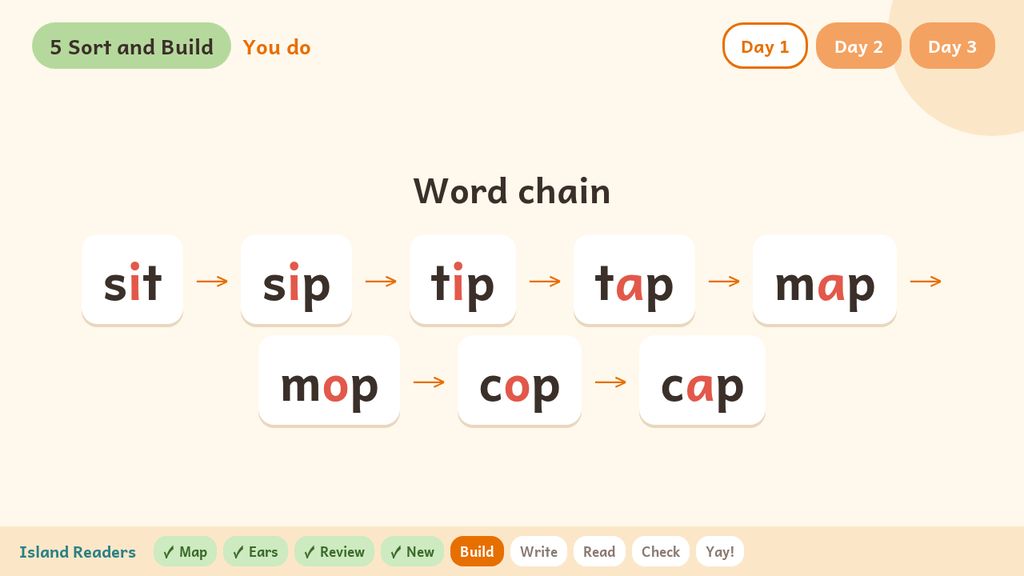 5 Sort and Build You do Day 1 Day 2 Day 3
Word chain
sit → sip → tip → tap → map →
mop → cop → cap
Island Readers ✓ Map ✓ Ears ✓ Review ✓ New Build Write Read Check Yay!